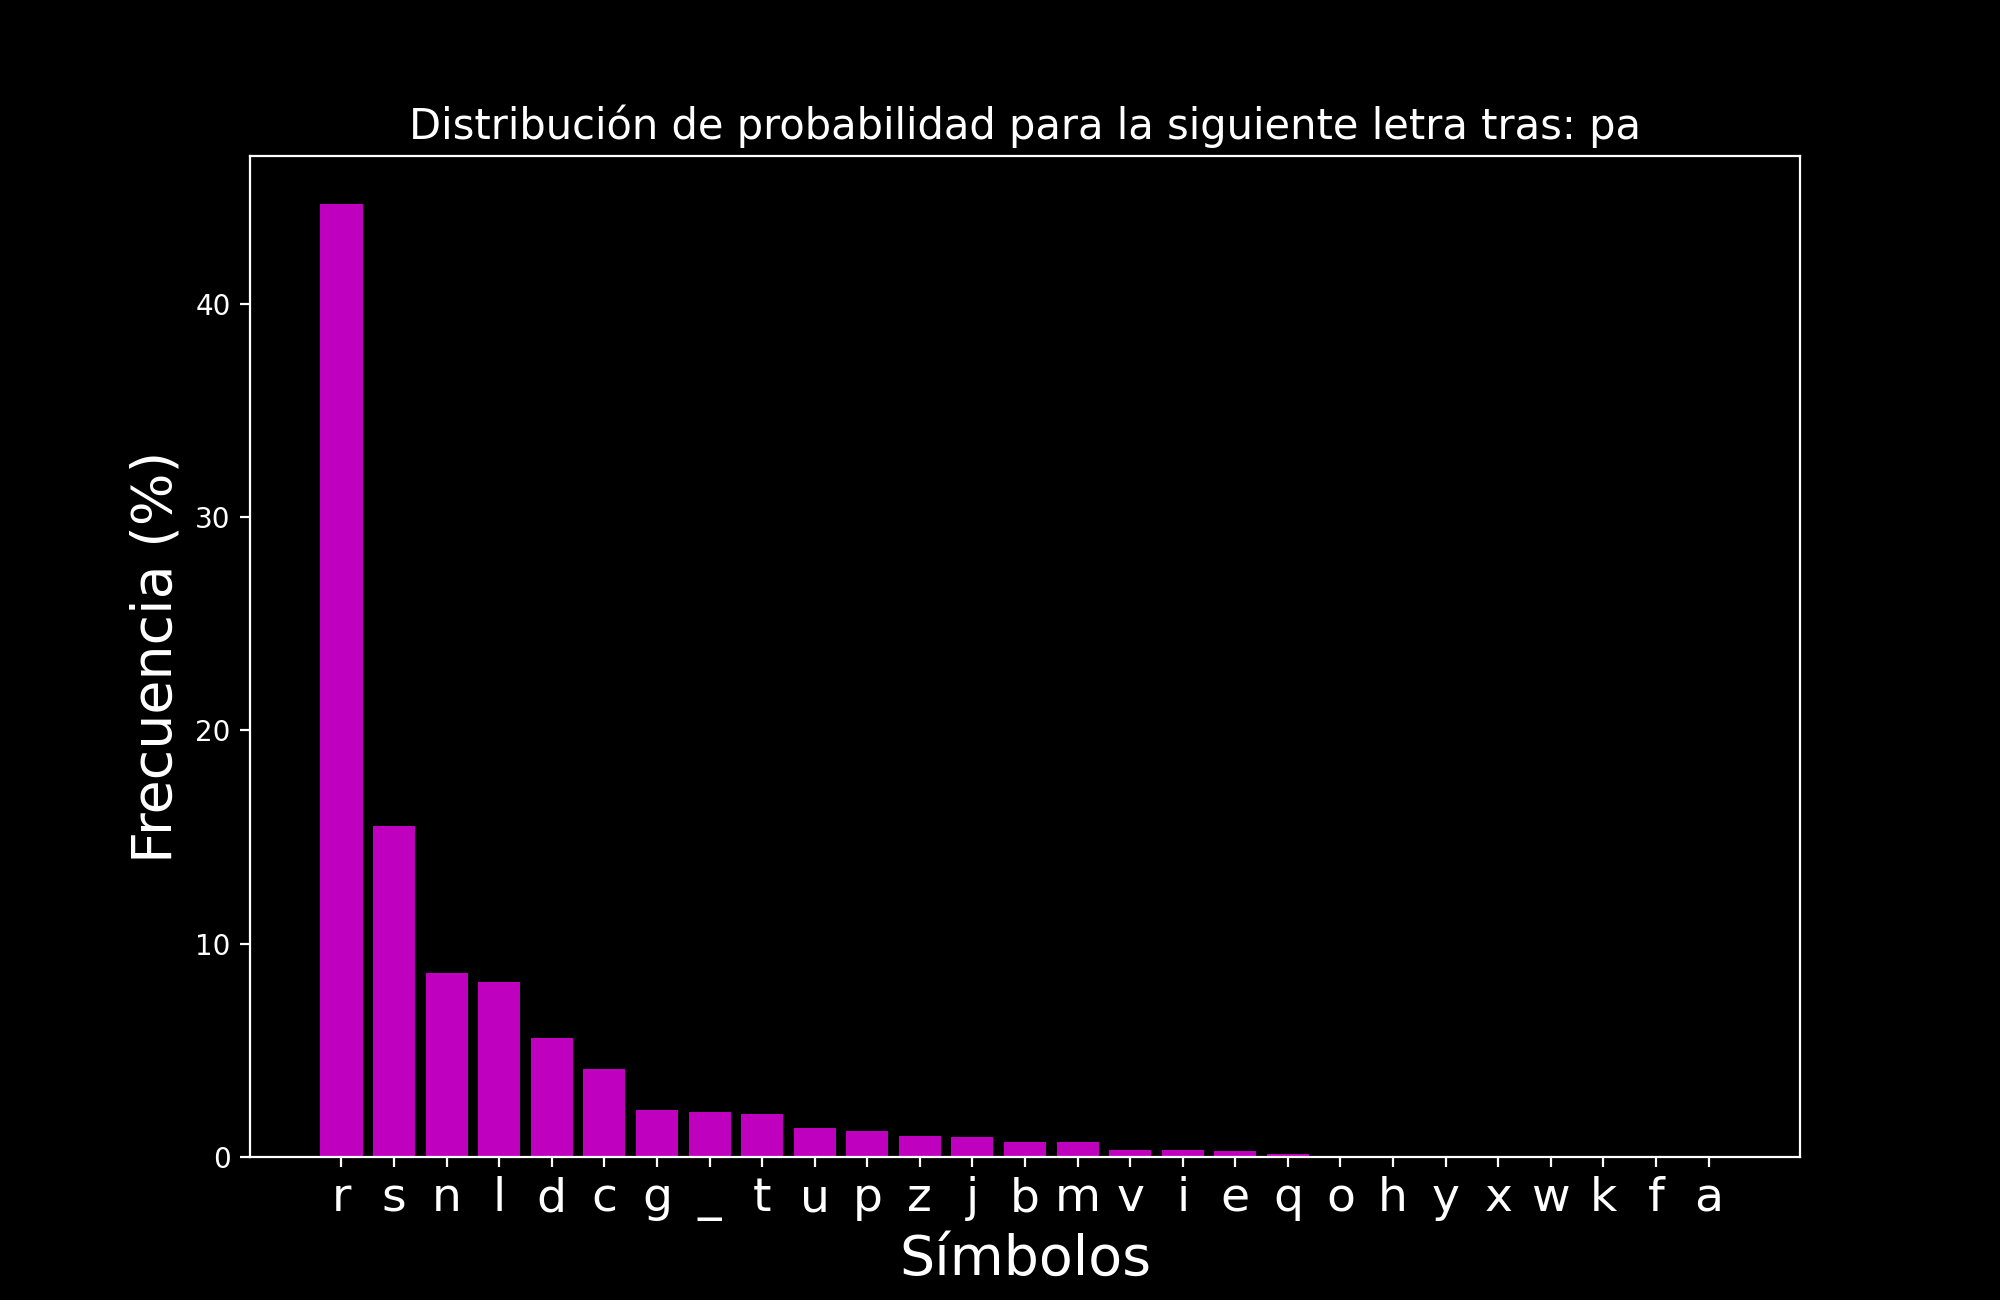 Distribución de probabilidad para la siguiente letra tras: pa
Frecuencia (%)
40
30
20
10
0
r s n l d c g _ t u p z j b m v i e q o h y x w k f a
Símbolos